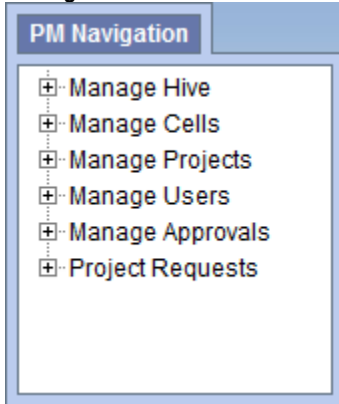 PM Navigation
Manage Hive
Manage Cells
Manage Projects
Manage Users
Manage Approvals
Project Requests